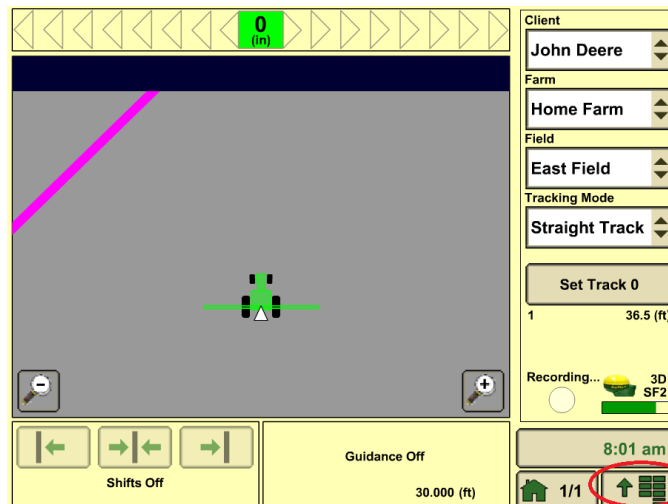 0
(in)
Client
John Deere
Farm
Home Farm
Field
East Field
Tracking Mode
Straight Track
Set Track 0
1 36.5 (ft)
Recording...
3D
SF2
Shifts Off
Guidance Off
30.000 (ft)
8:01 am
1/1